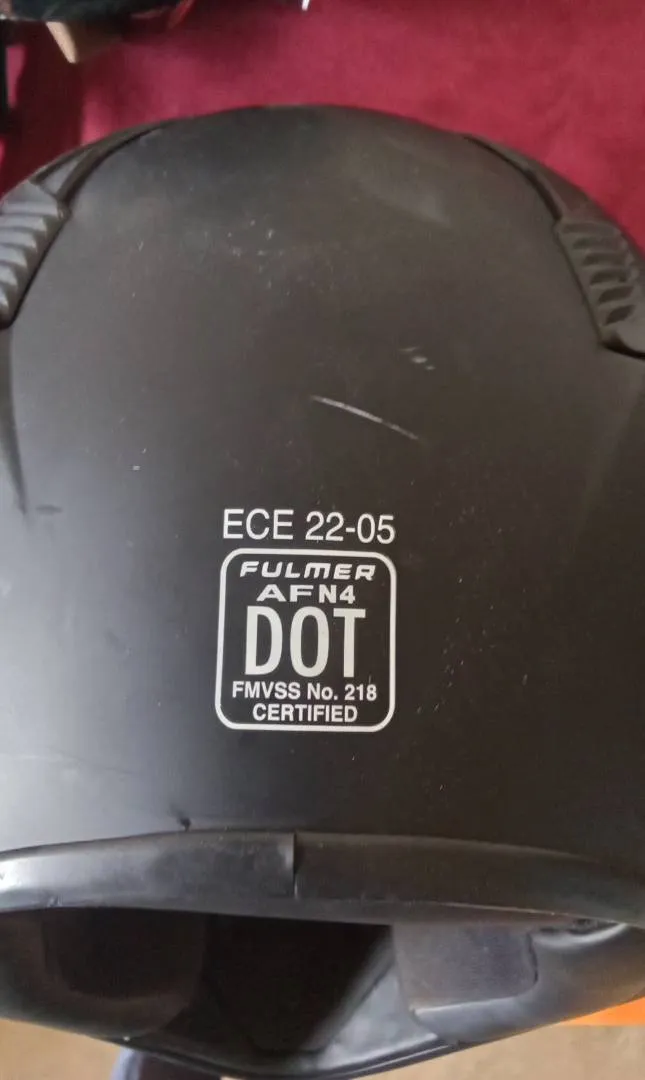 ECE 22-05
FULMER
AFN4
DOT
FMVSS No. 218
CERTIFIED